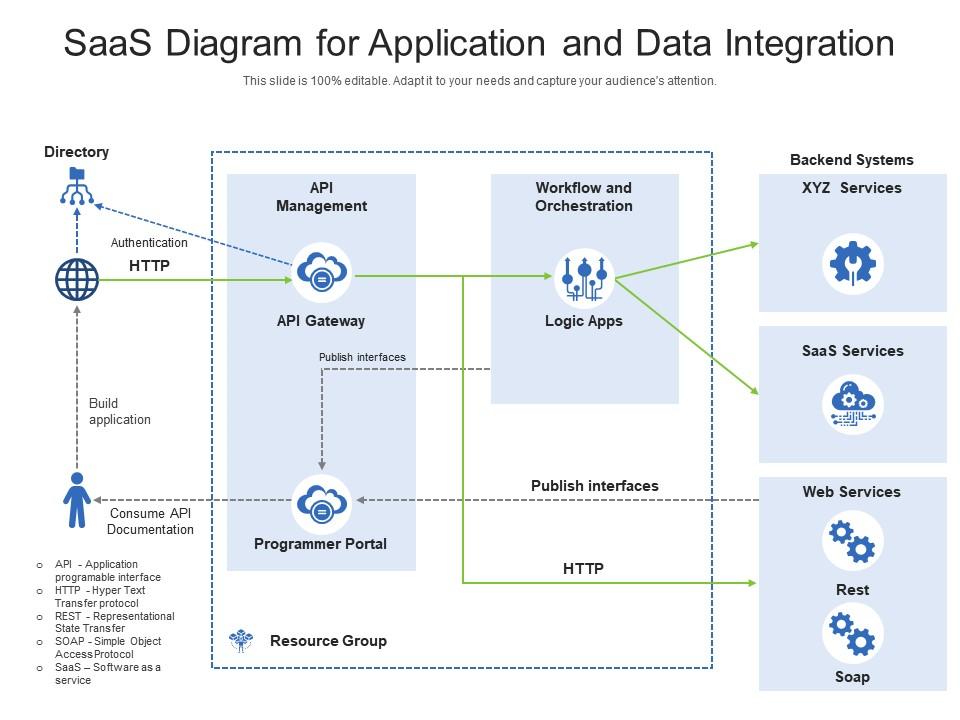 SaaS Diagram for Application and Data Integration
This slide is 100% editable. Adapt it to your needs and capture your audience's attention.
Directory
Authentication
HTTP
Build
application
Consume API
Documentation
API
Management
API Gateway
Publish interfaces
Programmer Portal
Resource Group
Workflow and
Orchestration
Logic Apps
Publish interfaces
HTTP
Backend Systems
XYZ Services
SaaS Services
Web Services
Rest
Soap
o API - Application
programable interface
o HTTP - Hyper Text
Transfer protocol
o REST - Representational
State Transfer
o SOAP - Simple Object
Access Protocol
o SaaS – Software as a
service